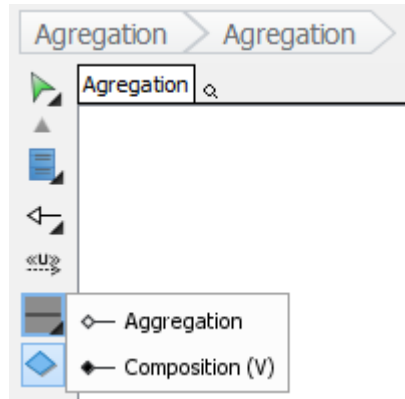 Agregation Agregation
Agregation
«U»
Aggregation
Composition (V)